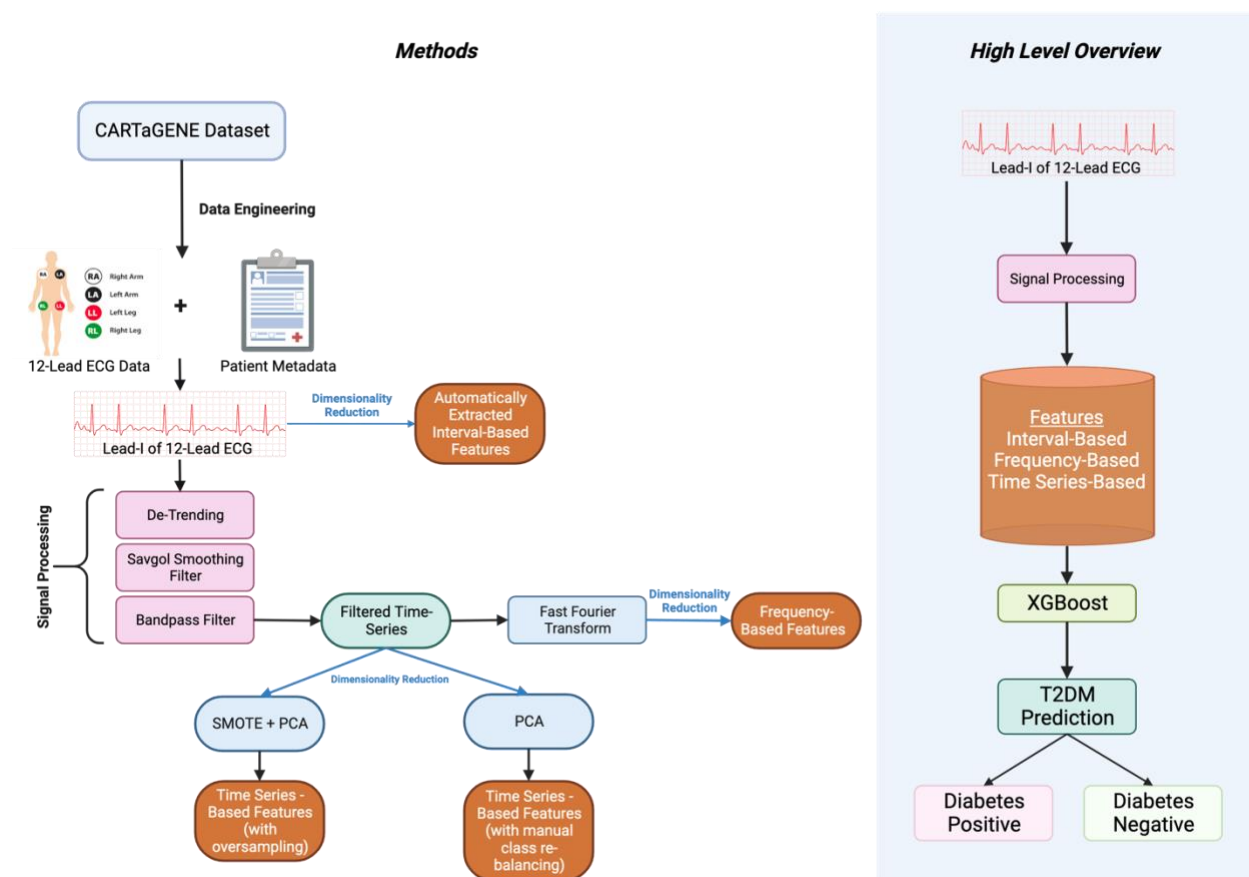 Methods
CARTaGENE Dataset
Data Engineering
RA Right Arm
LA Left Arm
LL Left Leg
RL Right Leg
RA LA
RL LL
+
12-Lead ECG Data
Patient Metadata
Lead-I of 12-Lead ECG
Dimensionality
Reduction
Automatically
Extracted
Interval-Based
Features
Signal Processing
De-Trending
Savgol Smoothing
Filter
Bandpass Filter
Filtered Time-
Series
Fast Fourier
Transform
Dimensionality
Reduction
Frequency-
Based Features
Dimensionality Reduction
SMOTE + PCA
PCA
Time Series -
Based Features
(with
oversampling)
Time Series -
Based Features
(with manual
class re-
balancing)
High Level Overview
Lead-I of 12-Lead ECG
Signal Processing
Features
Interval-Based
Frequency-Based
Time Series-Based
XGBoost
T2DM
Prediction
Diabetes
Positive
Diabetes
Negative